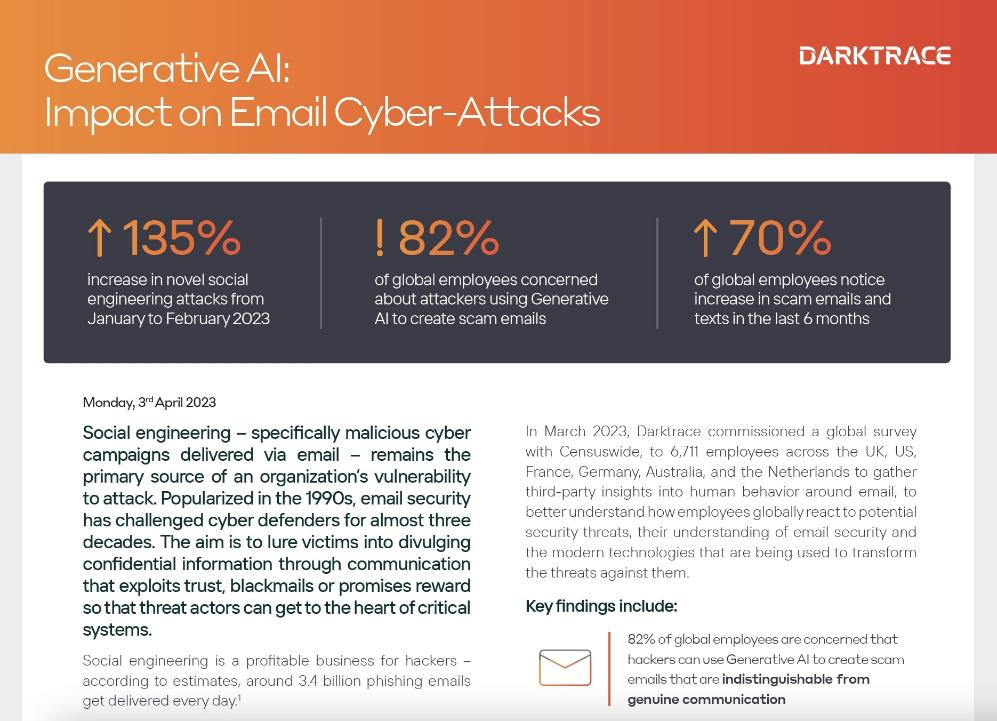 Generative AI:
Impact on Email Cyber-Attacks
DARKTRACE
↑ 135%
increase in novel social
engineering attacks from
January to February 2023
! 82%
of global employees concerned
about attackers using Generative
AI to create scam emails
↑ 70%
of global employees notice
increase in scam emails and
texts in the last 6 months
Monday, 3rd April 2023
Social engineering – specifically malicious cyber
campaigns delivered via email – remains the
primary source of an organization's vulnerability
to attack. Popularized in the 1990s, email security
has challenged cyber defenders for almost three
decades. The aim is to lure victims into divulging
confidential information through communication
that exploits trust, blackmails or promises reward
so that threat actors can get to the heart of critical
systems.
Social engineering is a profitable business for hackers –
according to estimates, around 3.4 billion phishing emails
get delivered every day.1
In March 2023, Darktrace commissioned a global survey
with Censuswide, to 6,711 employees across the UK, US,
France, Germany, Australia, and the Netherlands to gather
third-party insights into human behavior around email, to
better understand how employees globally react to potential
security threats, their understanding of email security and
the modern technologies that are being used to transform
the threats against them.
Key findings include:
82% of global employees are concerned that
hackers can use Generative AI to create scam
emails that are indistinguishable from
genuine communication